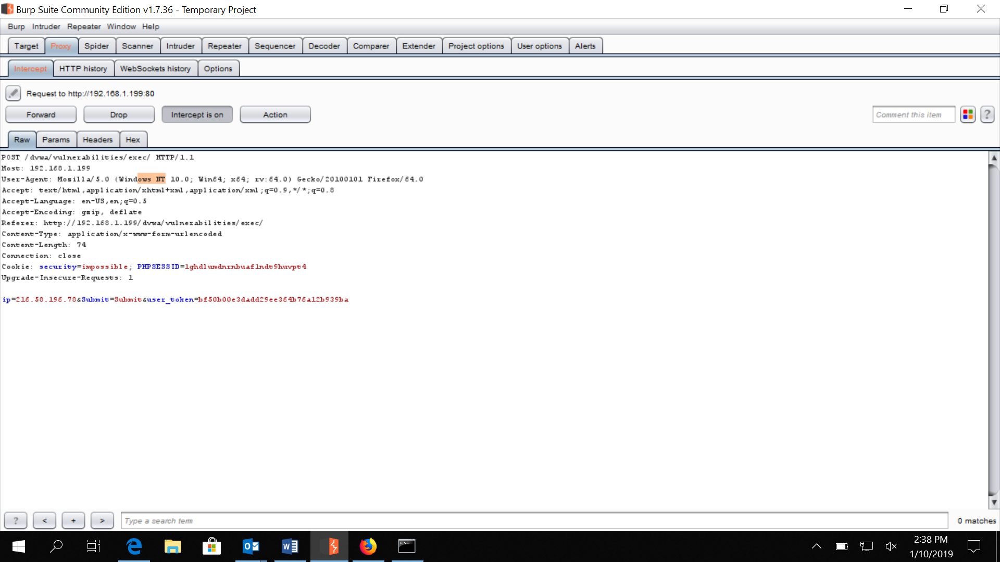 Burp Suite Community Edition v1.7.36 - Temporary Project
Burp Intruder Repeater Window Help
Target Proxy Spider Scanner Intruder Repeater Sequencer Decoder Comparer Extender Project options User options Alerts
Intercept HTTP history WebSockets history Options
Request to http://192.168.1.199:80
Forward Drop Intercept is on Action Comment this item ?
Raw Params Headers Hex
POST /dvwa/vulnerabilities/exec/ HTTP/1.1
Host: 192.168.1.199
User-Agent: Mozilla/5.0 (Windows NT 10.0; Win64; x64; rv:64.0) Gecko/20100101 Firefox/64.0
Accept: text/html,application/xhtml+xml,application/xml;q=0.9,*/*;q=0.8
Accept-Language: en-US,en;q=0.5
Accept-Encoding: gzip, deflate
Referer: http://192.168.1.199/dvwa/vulnerabilities/exec/
Content-Type: application/x-www-form-urlencoded
Content-Length: 74
Connection: close
Cookie: security=impossible; PHPSESSID=
Upgrade-Insecure-Requests: 1
ip=216.58.196.78&Submit=Submit&user_token=bf50b00e3dadd29ee364b76a12b939ba
? < + > Type a search term 0 matches
2:38 PM
1/10/2019